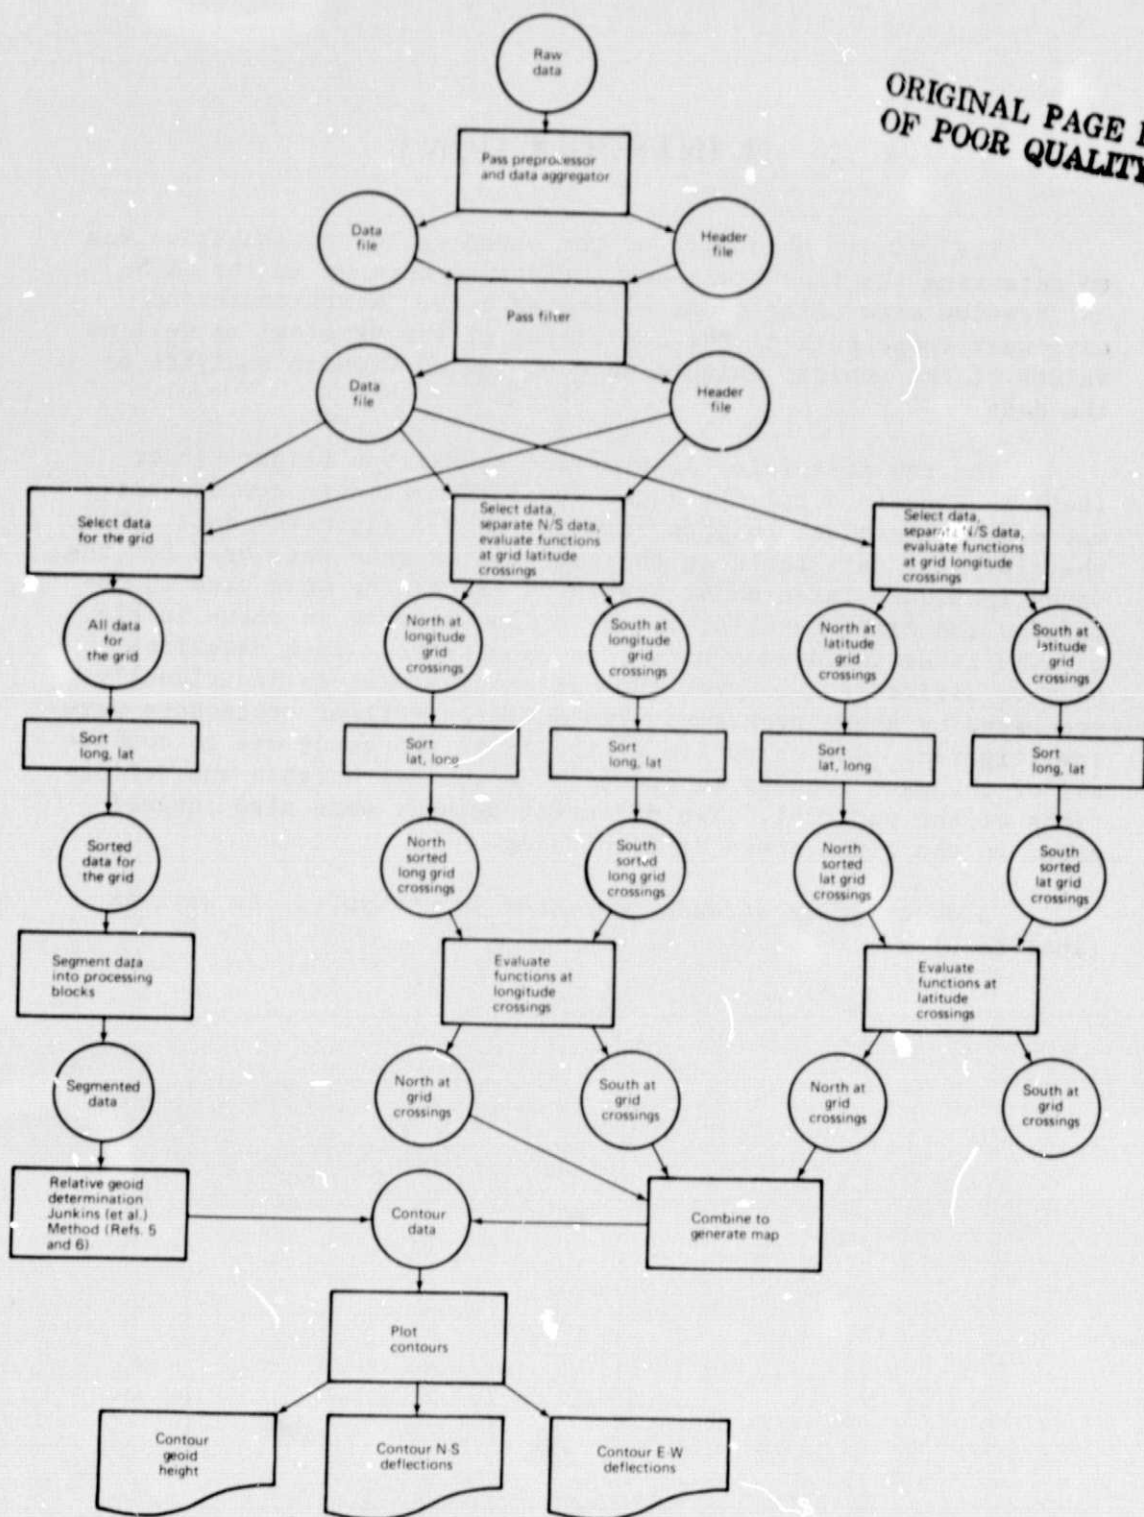 ORIGINAL PAGE I
OF POOR QUALITY
Raw
data
Pass preprocessor
and data aggregator
Data
file
Header
file
Pass filter
Data
file
Header
file
Select data
for the grid
Select data,
separate N/S data,
evaluate functions
at grid latitude
crossings
Select data,
separate N/S data,
evaluate functions
at grid longitude
crossings
All data
for
the grid
North at
longitude
grid
crossings
South at
longitude
grid
crossings
North at
latitude
grid
crossings
South at
latitude
grid
crossings
Sort
long, lat
Sort
lat, long
Sort
long, lat
Sort
lat, long
Sort
long, lat
Sorted
data for
the grid
North
sorted
long grid
crossings
South
sorted
long grid
crossings
North
sorted
lat grid
crossings
South
sorted
lat grid
crossings
Segment data
into processing
blocks
Evaluate
functions at
longitude
crossings
Evaluate
functions at
latitude
crossings
Segmented
data
North at
grid
crossings
South at
grid
crossings
North at
grid
crossings
South at
grid
crossings
Relative geoid
determination
Junkins (et al.)
Method (Refs. 5
and 6)
Contour
data
Combine to
generate map
Plot
contours
Contour
geoid
height
Contour N-S
deflections
Contour E-W
deflections